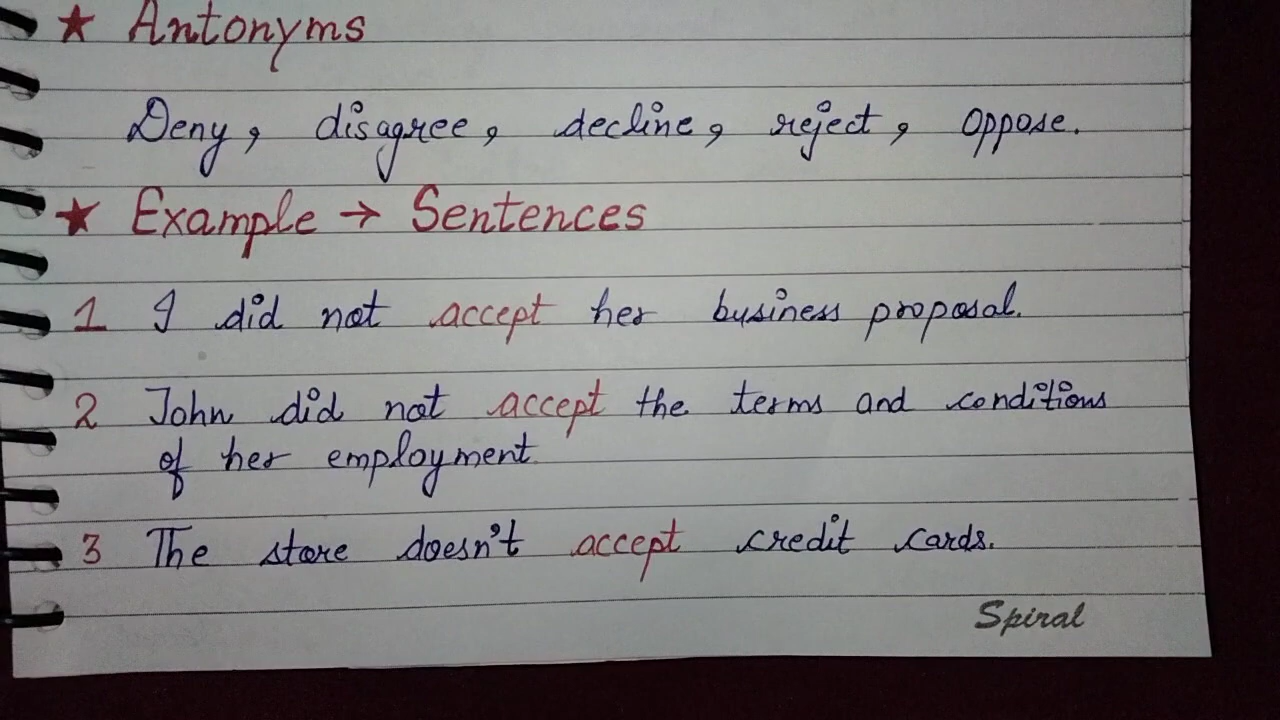 ★ Antonyms
Deny, disagree, decline, reject, oppose.
★ Example → Sentences
1 I did not accept her business proposal.
2 John did not accept the terms and conditions
of her employment
3 The store doesn't accept credit cards.
Spiral